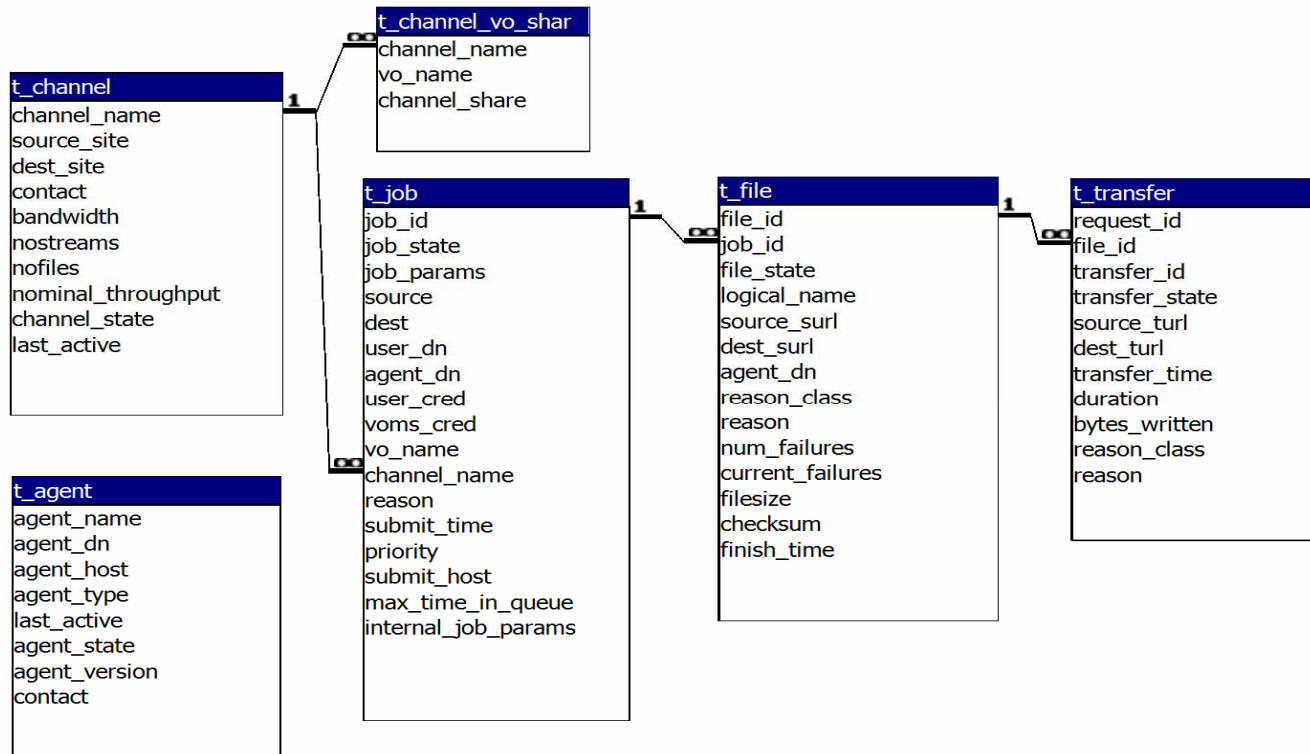 t_channel_vo_shar
channel_name
vo_name
channel_share
t_channel
channel_name
source_site
dest_site
contact
bandwidth
nostreams
nofiles
nominal_throughput
channel_state
last_active
1
∞
∞
t_job
job_id
job_state
job_params
source
dest
user_dn
agent_dn
user_cred
voms_cred
vo_name
channel_name
reason
submit_time
priority
submit_host
max_time_in_queue
internal_job_params
1
∞
t_file
file_id
job_id
file_state
logical_name
source_surl
dest_surl
agent_dn
reason_class
reason
num_failures
current_failures
filesize
checksum
finish_time
1
∞
t_transfer
request_id
file_id
transfer_id
transfer_state
source_turl
dest_turl
transfer_time
duration
bytes_written
reason_class
reason
t_agent
agent_name
agent_dn
agent_host
agent_type
last_active
agent_state
agent_version
contact